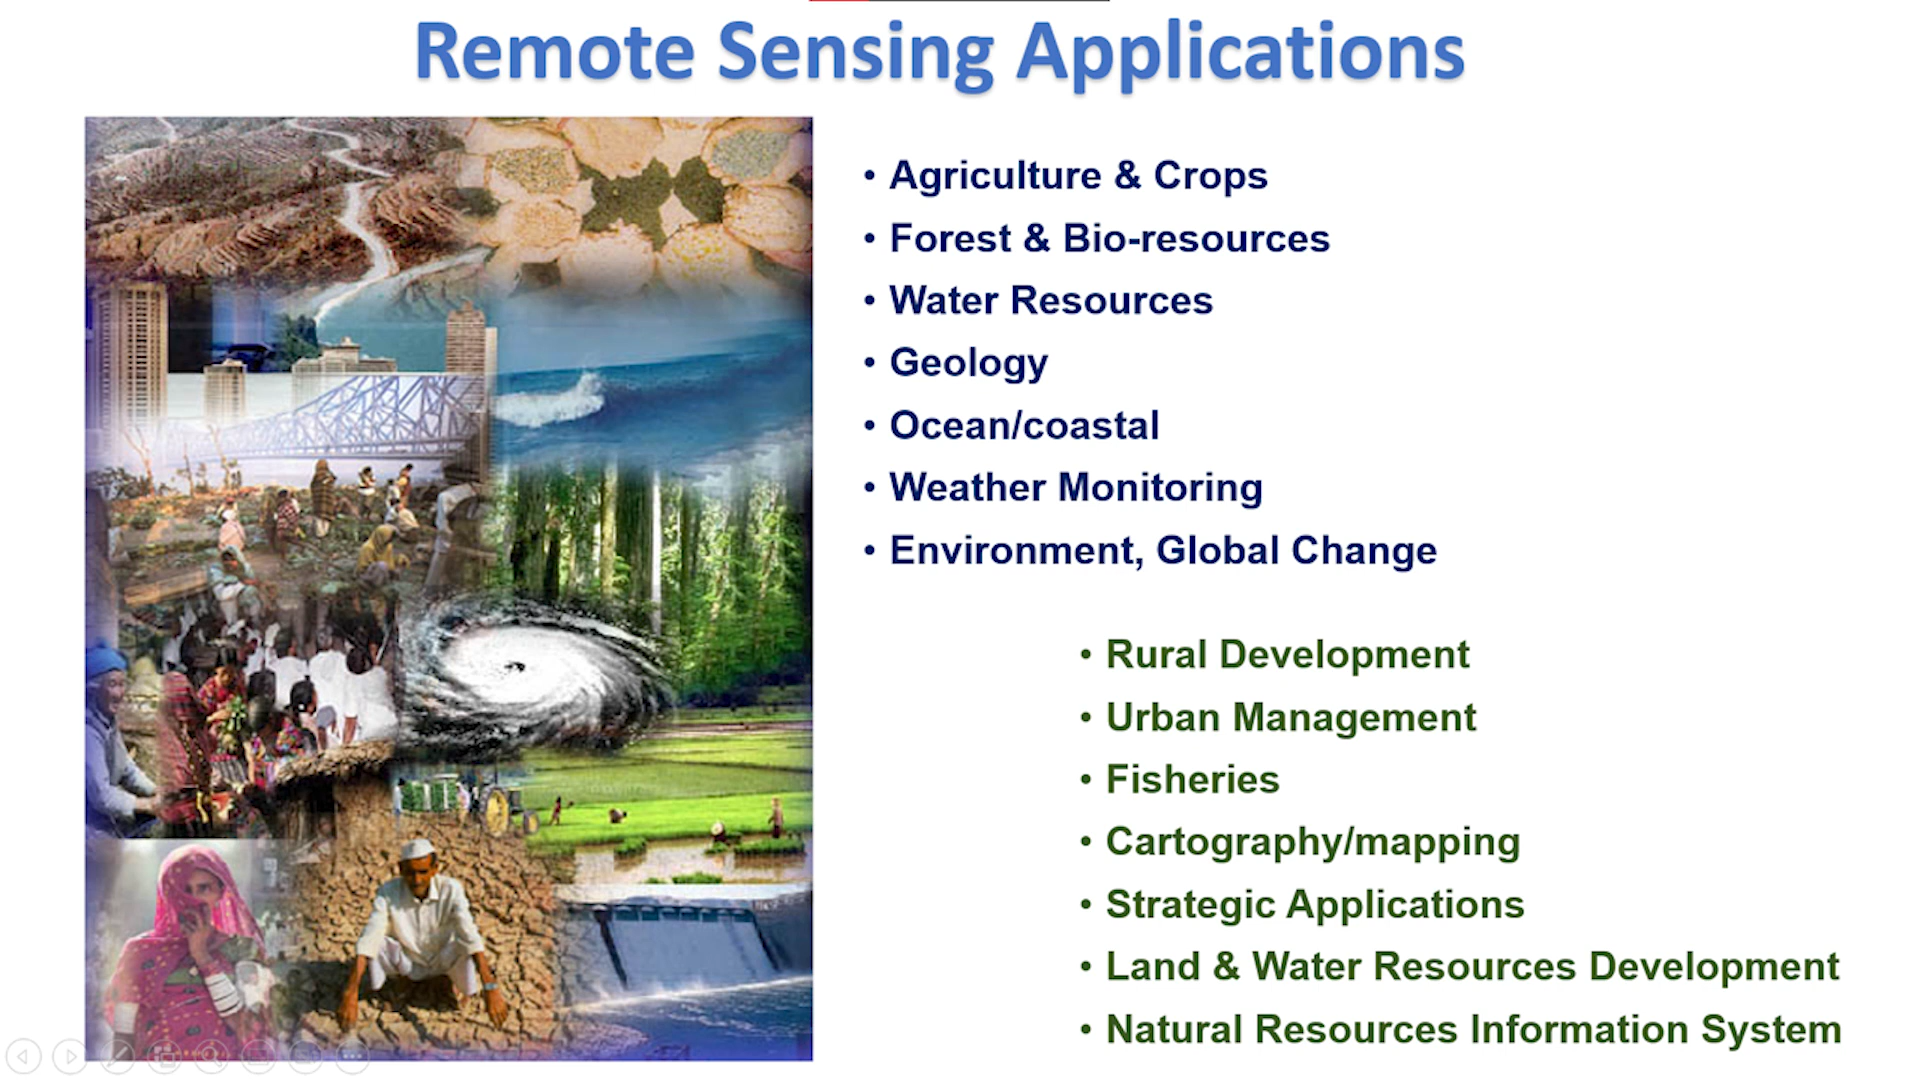 Remote Sensing Applications
• Agriculture & Crops
• Forest & Bio-resources
• Water Resources
• Geology
• Ocean/coastal
• Weather Monitoring
• Environment, Global Change
• Rural Development
• Urban Management
• Fisheries
• Cartography/mapping
• Strategic Applications
• Land & Water Resources Development
• Natural Resources Information System